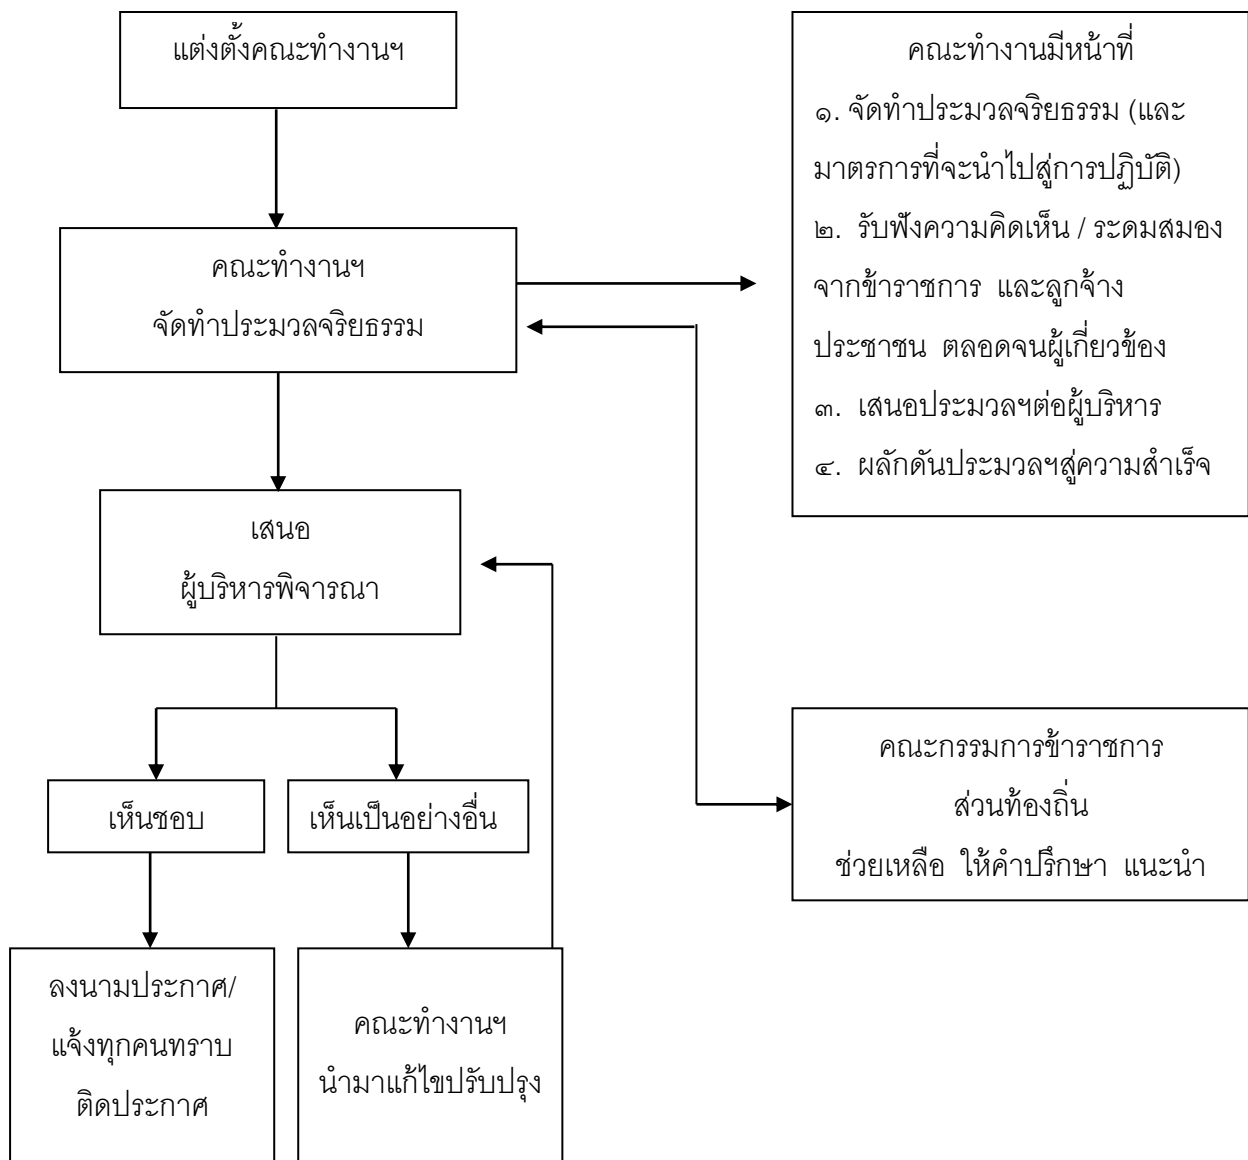 แต่งตั้งคณะทำงานฯ
คณะทำงานฯ
จัดทำประมวลจริยธรรม
คณะทำงานมีหน้าที่
๑. จัดทำประมวลจริยธรรม (และ
มาตรการที่จะนำไปสู่การปฏิบัติ)
๒. รับฟังความคิดเห็น / ระดมสมอง
จากข้าราชการ และลูกจ้าง
ประชาชน ตลอดจนผู้เกี่ยวข้อง
๓. เสนอประมวลฯต่อผู้บริหาร
๔. ผลักดันประมวลฯสู่ความสำเร็จ
เสนอ
ผู้บริหารพิจารณา
คณะกรรมการข้าราชการ
ส่วนท้องถิ่น
ช่วยเหลือ ให้คำปรึกษา แนะนำ
เห็นชอบ
เห็นเป็นอย่างอื่น
ลงนามประกาศ/
แจ้งทุกคนทราบ
ติดประกาศ
คณะทำงานฯ
นำมาแก้ไขปรับปรุง